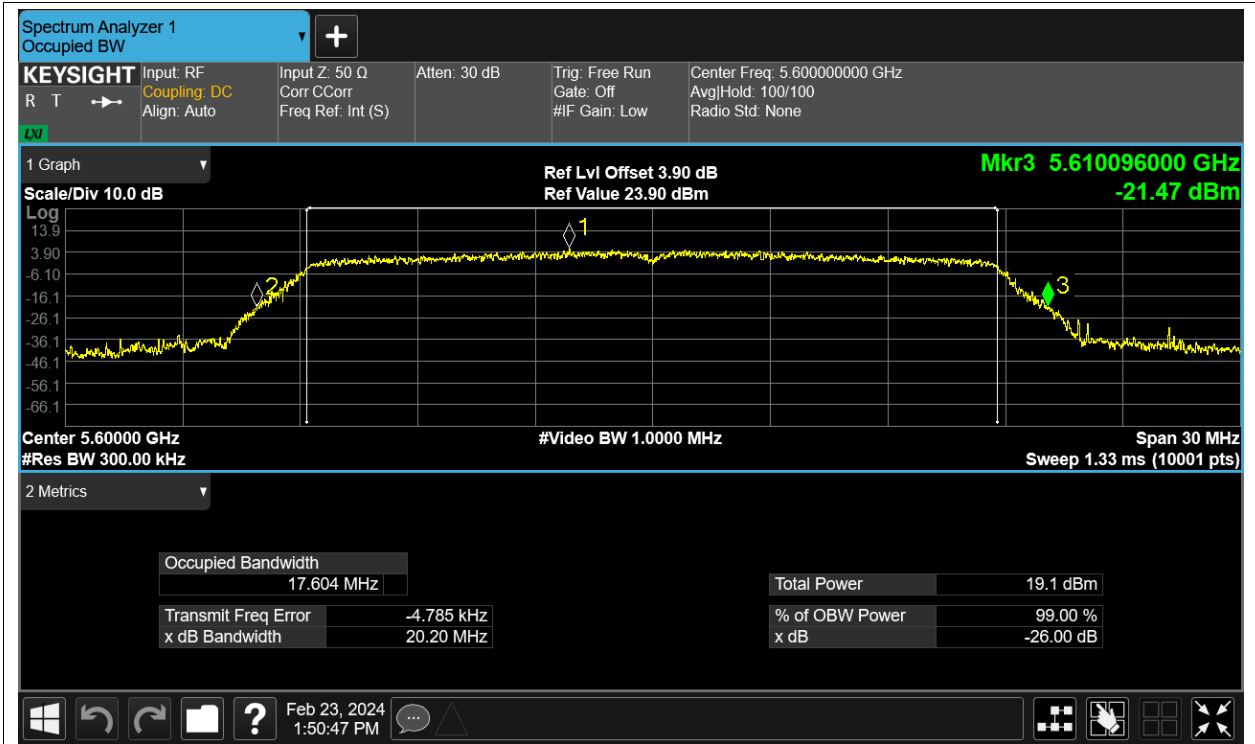 Spectrum Analyzer 1
Occupied BW
KEYSIGHT
R T
LXI
Input: RF
Coupling: DC
Align: Auto
Input Z: 50 Ω
Corr CCorr
Freq Ref: Int (S)
Atten: 30 dB
Trig: Free Run
Gate: Off
#IF Gain: Low
Center Freq: 5.600000000 GHz
Avg|Hold: 100/100
Radio Std: None
1 Graph
Scale/Div 10.0 dB
Ref Lvl Offset 3.90 dB
Ref Value 23.90 dBm
Mkr3 5.610096000 GHz
-21.47 dBm
Log
13.9
3.90
-6.10
-16.1
-26.1
-36.1
-46.1
-56.1
-66.1
1
2
3
Center 5.60000 GHz
#Res BW 300.00 kHz
#Video BW 1.0000 MHz
Span 30 MHz
Sweep 1.33 ms (10001 pts)
2 Metrics
Occupied Bandwidth
17.604 MHz
Transmit Freq Error -4.785 kHz
x dB Bandwidth 20.20 MHz
Total Power 19.1 dBm
% of OBW Power 99.00 %
x dB -26.00 dB
?
Feb 23, 2024
1:50:47 PM